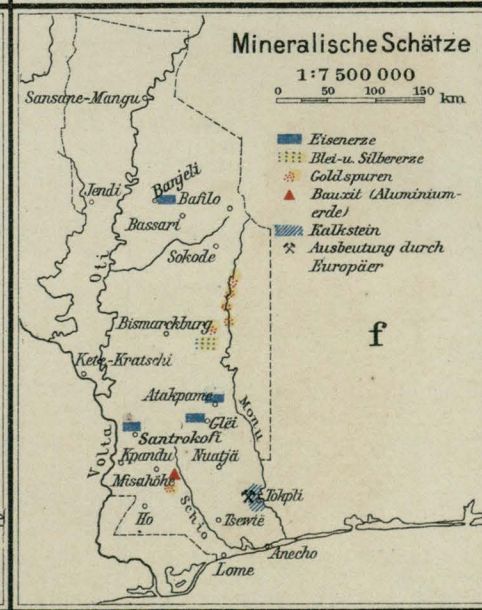 Mineralische Schätze
1:7 500 000
0 50 100 150 km
Eisenerze
Blei-u. Silbererze
Goldspuren
Bauxit (Aluminium-
erde)
Kalkstein
Ausbeutung durch
Europäer
f
Sansane-Mangu
Jendi
Banjeli
Bafilo
Bassari
Sokode
Oti
Bismarckburg
Kete-Kratschi
Atakpame
Monu
Glëi
Santrokofi
Volta
Kpandu
Nuatjä
Misahöhe
Tokpli
Schio
Ho
Tsewië
Anecho
Lome